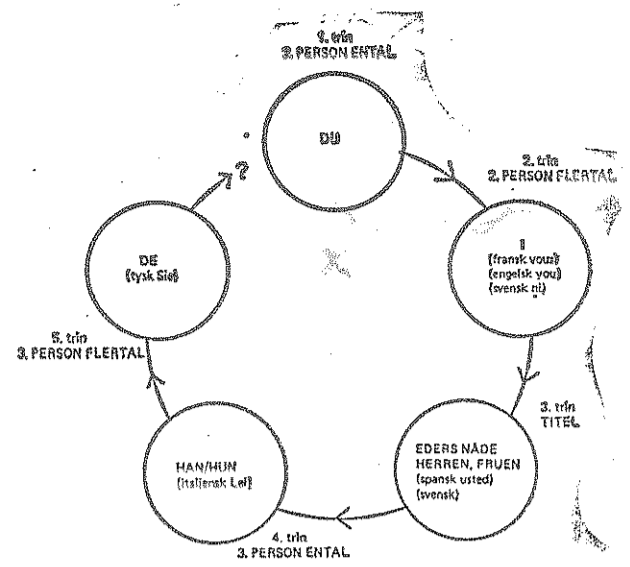 1. trin
2. PERSON ENTAL
DU
2. trin
2. PERSON FLERTAL
I
(fransk vous)
(engelsk you)
(svensk ni)
3. trin
TITEL
EDERS NÅDE
HERREN, FRUEN
(spansk usted)
(svensk)
4. trin
3. PERSON ENTAL
HAN/HUN
(italjensk Lei)
5. trin
3. PERSON FLERTAL
DE
(tysk Sie)
?